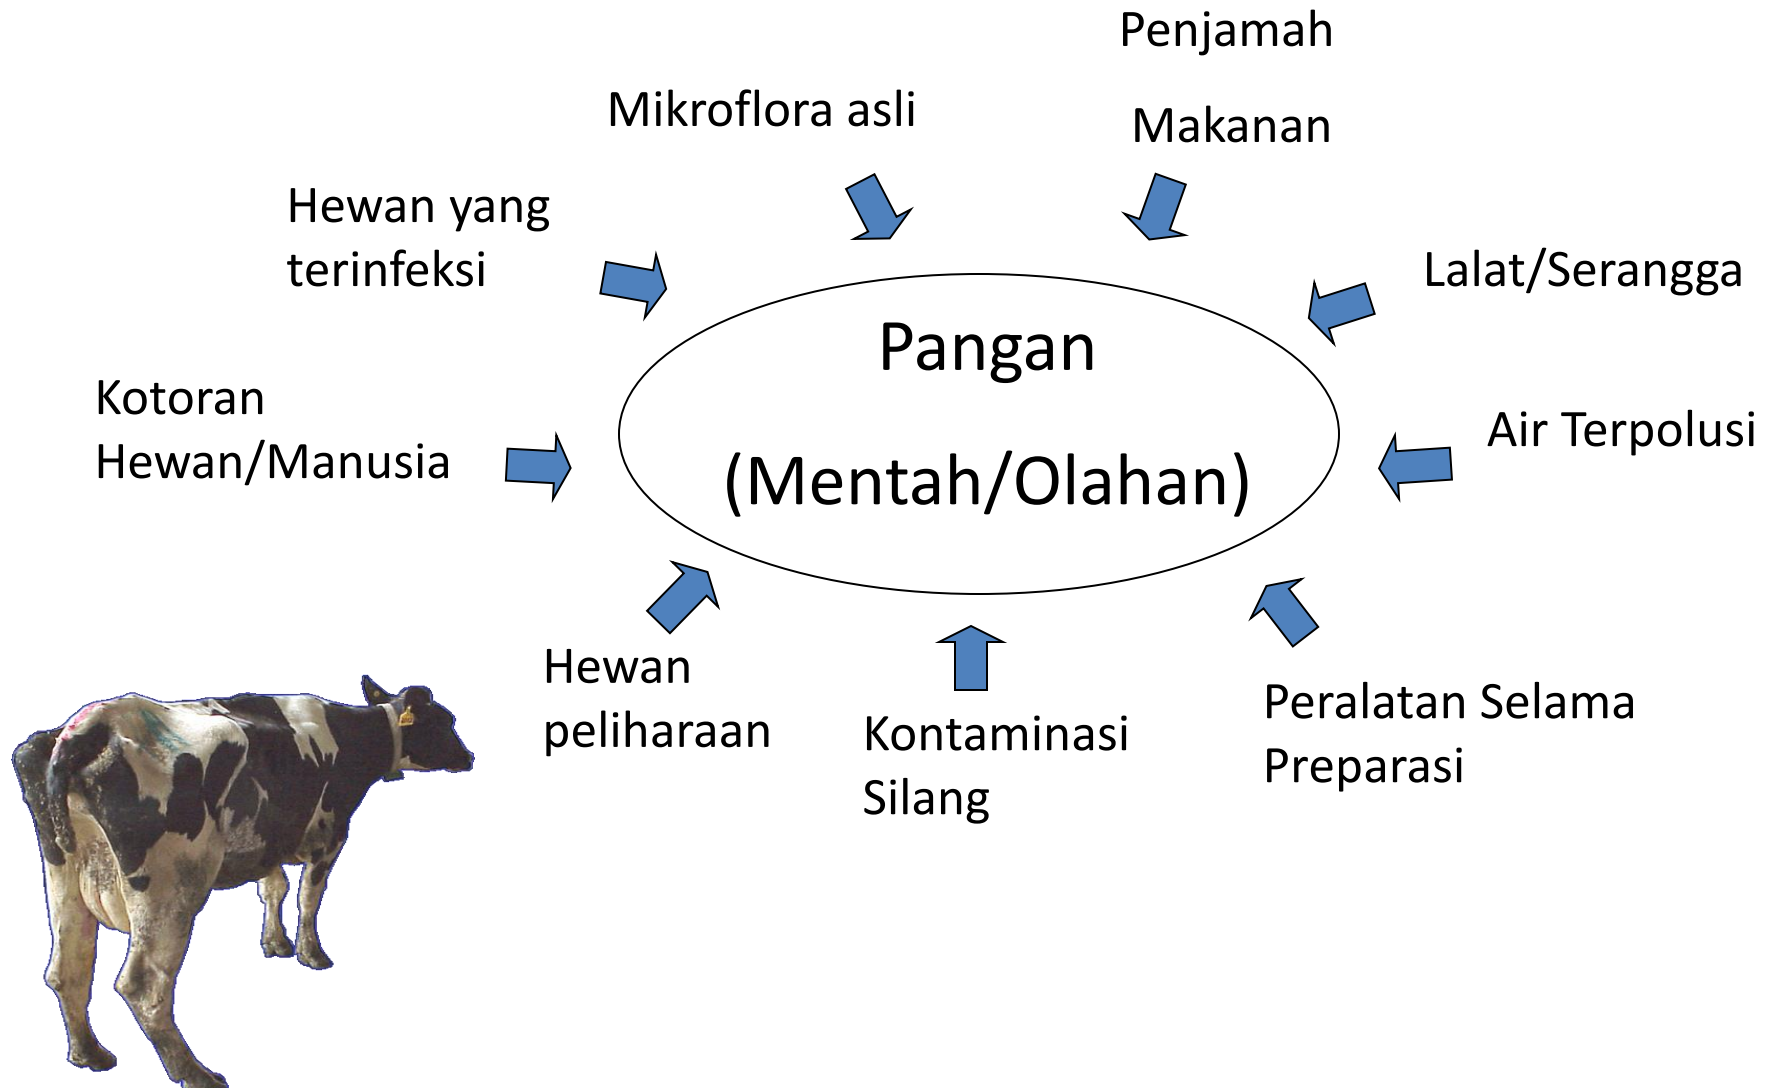 Penjamah
Makanan
Mikroflora asli
Hewan yang
terinfeksi
Lalat/Serangga
Pangan
(Mentah/Olahan)
Kotoran
Hewan/Manusia
Air Terpolusi
Hewan
peliharaan
Kontaminasi
Silang
Peralatan Selama
Preparasi